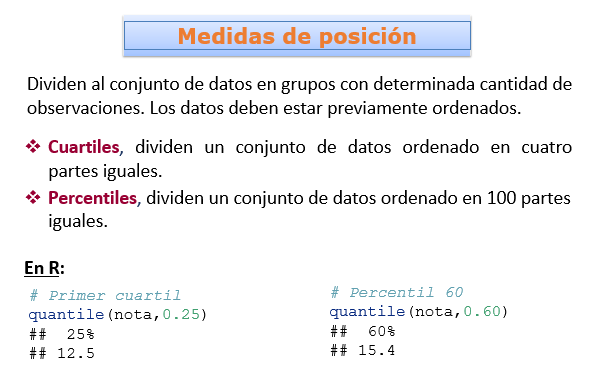 Medidas de posición
Dividen al conjunto de datos en grupos con determinada cantidad de
observaciones. Los datos deben estar previamente ordenados.
❖ Cuartiles, dividen un conjunto de datos ordenado en cuatro
partes iguales.
❖ Percentiles, dividen un conjunto de datos ordenado en 100 partes
iguales.
En R:
# Primer cuartil
quantile(nota,0.25)
##  25%
## 12.5
# Percentil 60
quantile(nota,0.60)
##  60%
## 15.4